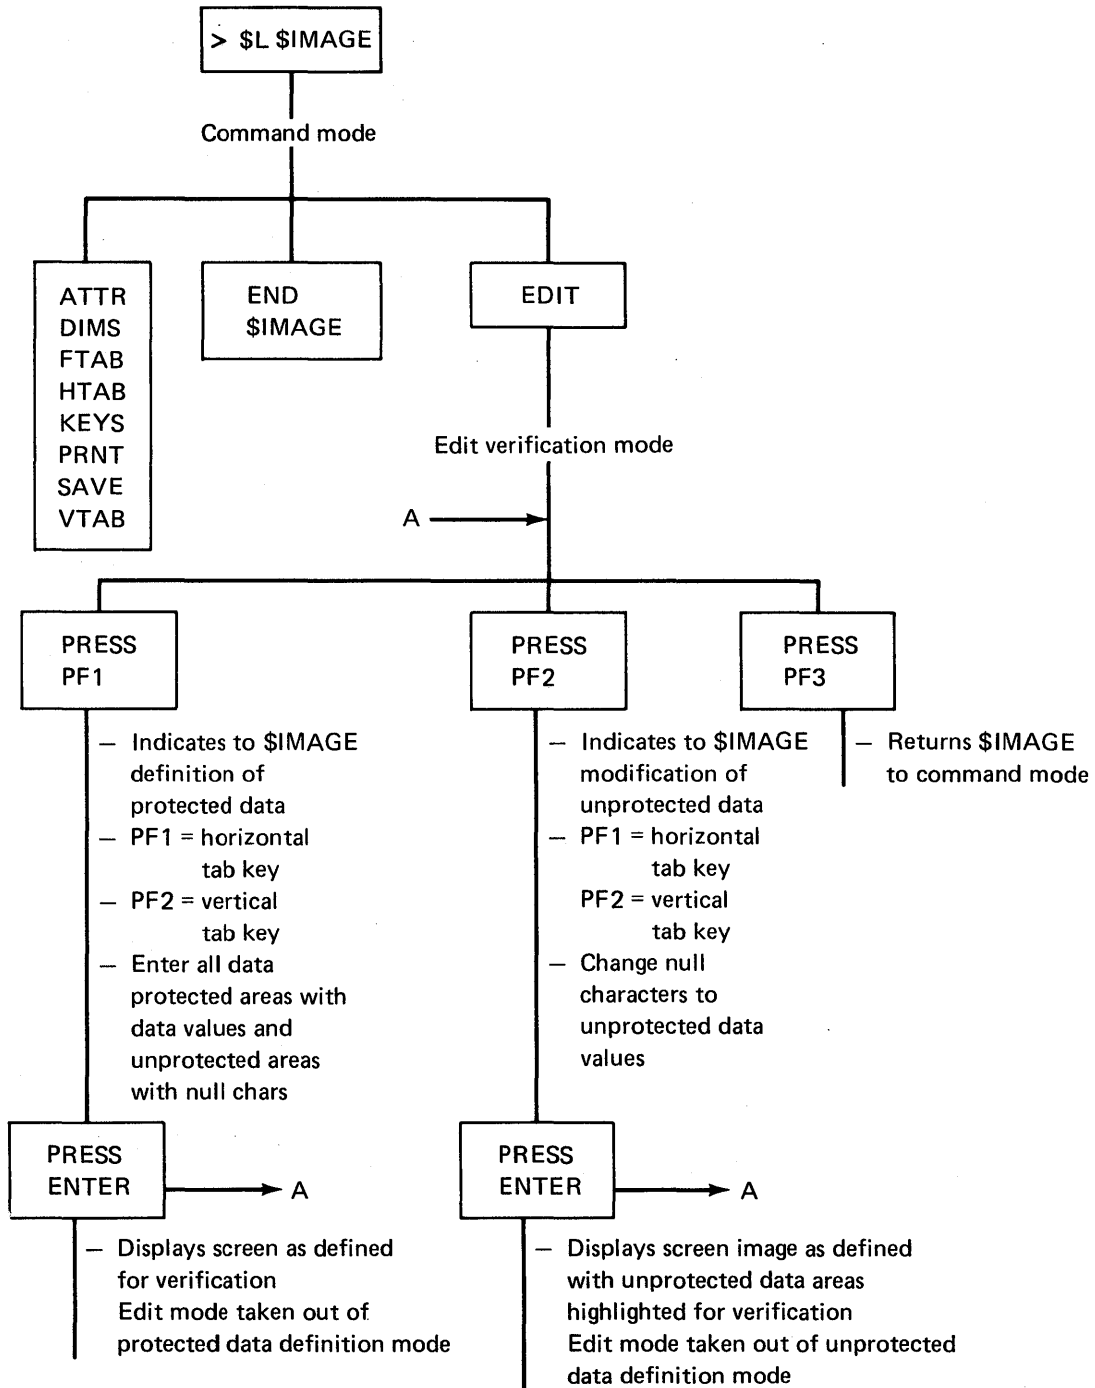 > $L $IMAGE
Command mode
ATTR
DIMS
FTAB
HTAB
KEYS
PRNT
SAVE
VTAB
END
$IMAGE
EDIT
Edit verification mode
A
PRESS
PF1
— Indicates to $IMAGE
definition of
protected data
— PF1 = horizontal
tab key
— PF2 = vertical
tab key
— Enter all data
protected areas with
data values and
unprotected areas
with null chars
PRESS
ENTER
A
— Displays screen as defined
for verification
Edit mode taken out of
protected data definition mode
PRESS
PF2
— Indicates to $IMAGE
modification of
unprotected data
— PF1 = horizontal
tab key
PF2 = vertical
tab key
— Change null
characters to
unprotected data
values
PRESS
ENTER
A
— Displays screen image as defined
with unprotected data areas
highlighted for verification
Edit mode taken out of unprotected
data definition mode
PRESS
PF3
— Returns $IMAGE
to command mode